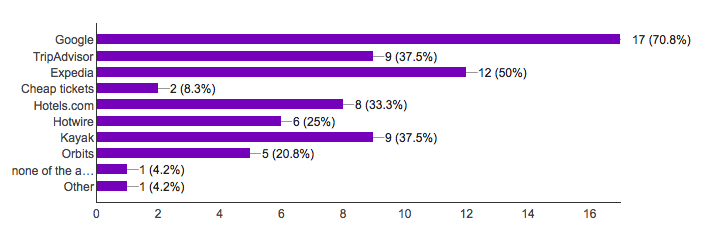 Google 17 (70.8%)
TripAdvisor 9 (37.5%)
Expedia 12 (50%)
Cheap tickets 2 (8.3%)
Hotels.com 8 (33.3%)
Hotwire 6 (25%)
Kayak 9 (37.5%)
Orbits 5 (20.8%)
none of the a… 1 (4.2%)
Other 1 (4.2%)
0 2 4 6 8 10 12 14 16